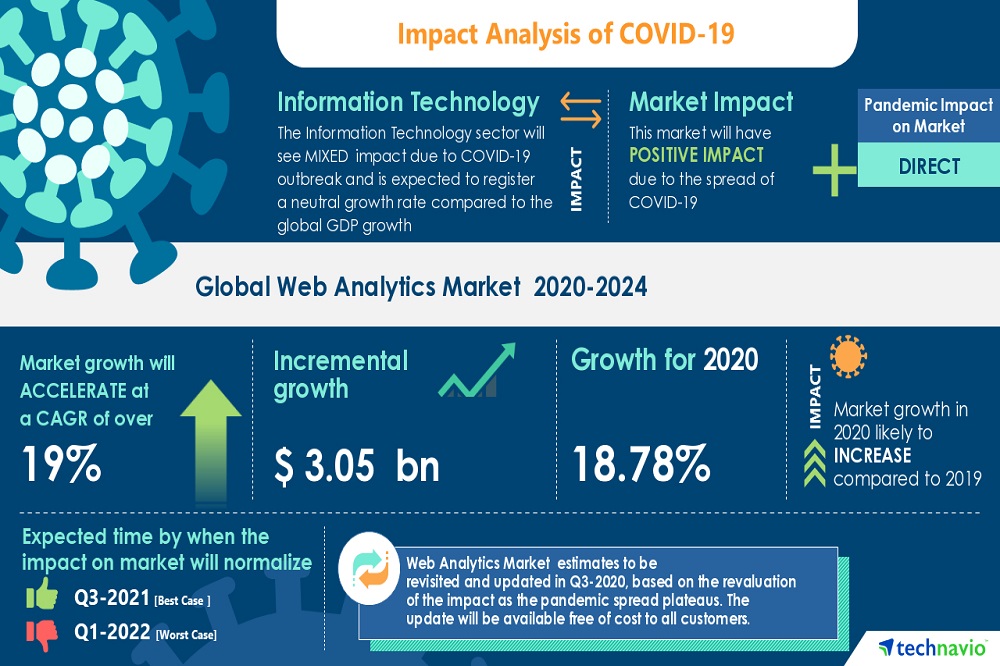 Impact Analysis of COVID-19
Information Technology
The Information Technology sector will
see MIXED impact due to COVID-19
outbreak and is expected to register
a neutral growth rate compared to the
global GDP growth
IMPACT
Market Impact
This market will have
POSITIVE IMPACT
due to the spread of
COVID-19
Pandemic Impact
on Market
DIRECT
Global Web Analytics Market 2020-2024
Market growth will
ACCELERATE at
a CAGR of over
19%
Incremental
growth
$ 3.05 bn
Growth for 2020
18.78%
IMPACT
Market growth in
2020 likely to
INCREASE
compared to 2019
Expected time by when the
impact on market will normalize
Q3-2021 [Best Case ]
Q1-2022 [Worst Case]
Web Analytics Market estimates to be
revisited and updated in Q3-2020, based on the revaluation
of the impact as the pandemic spread plateaus. The
update will be available free of cost to all customers.
technavio